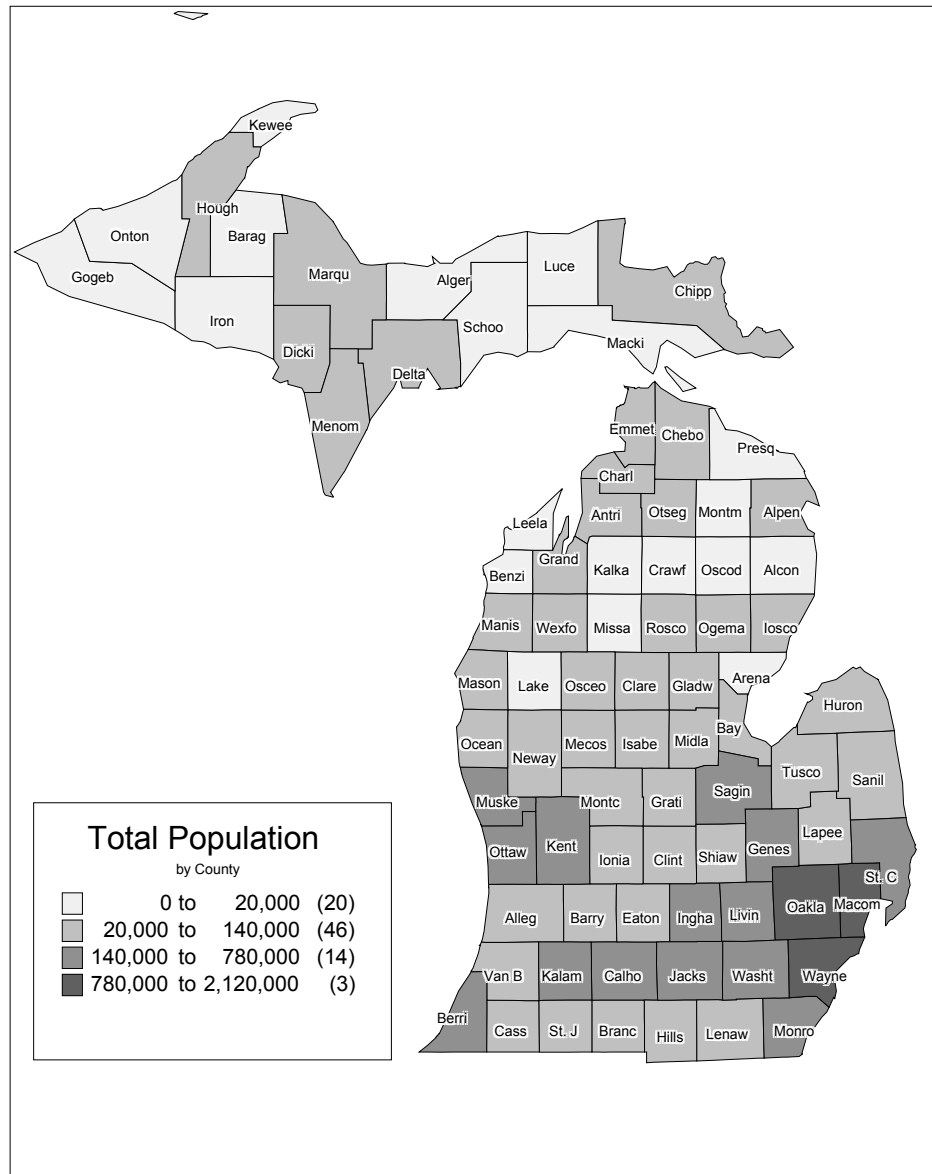 Kewee
Hough
Onton
Barag
Gogeb
Marqu
Alger
Luce
Chipp
Iron
Schoo
Macki
Dicki
Delta
Menom
Emmet
Chebo
Presq
Charl
Antri
Otseg
Montm
Alpen
Leela
Grand
Benzi
Kalka
Crawf
Oscod
Alcon
Manis
Wexfo
Missa
Rosco
Ogema
Iosco
Mason
Lake
Osceo
Clare
Gladw
Arena
Huron
Ocean
Neway
Mecos
Isabe
Midla
Bay
Tusco
Sanil
Muske
Montc
Grati
Sagin
Lapee
Ottaw
Kent
Ionia
Clint
Shiaw
Genes
St. C
Alleg
Barry
Eaton
Ingha
Livin
Oakla
Macom
Van B
Kalam
Calho
Jacks
Washt
Wayne
Berri
Cass
St. J
Branc
Hills
Lenaw
Monro
Total Population
by County
0 to 20,000 (20)
20,000 to 140,000 (46)
140,000 to 780,000 (14)
780,000 to 2,120,000 (3)